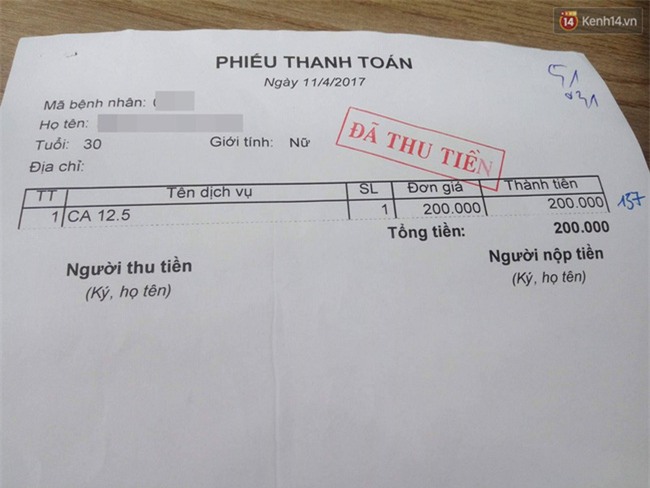 14 Kenh14.vn
PHIẾU THANH TOÁN
Ngày 11/4/2017
Mã bệnh nhân:
Họ tên:
Tuổi: 30 Giới tính: Nữ
Địa chỉ:
ĐÃ THU TIỀN
TT Tên dịch vụ SL Đơn giá Thành tiền
1 CA 12.5 1 200.000 200.000 137
Tổng tiền: 200.000
Người thu tiền Người nộp tiền
(Ký, họ tên) (Ký, họ tên)